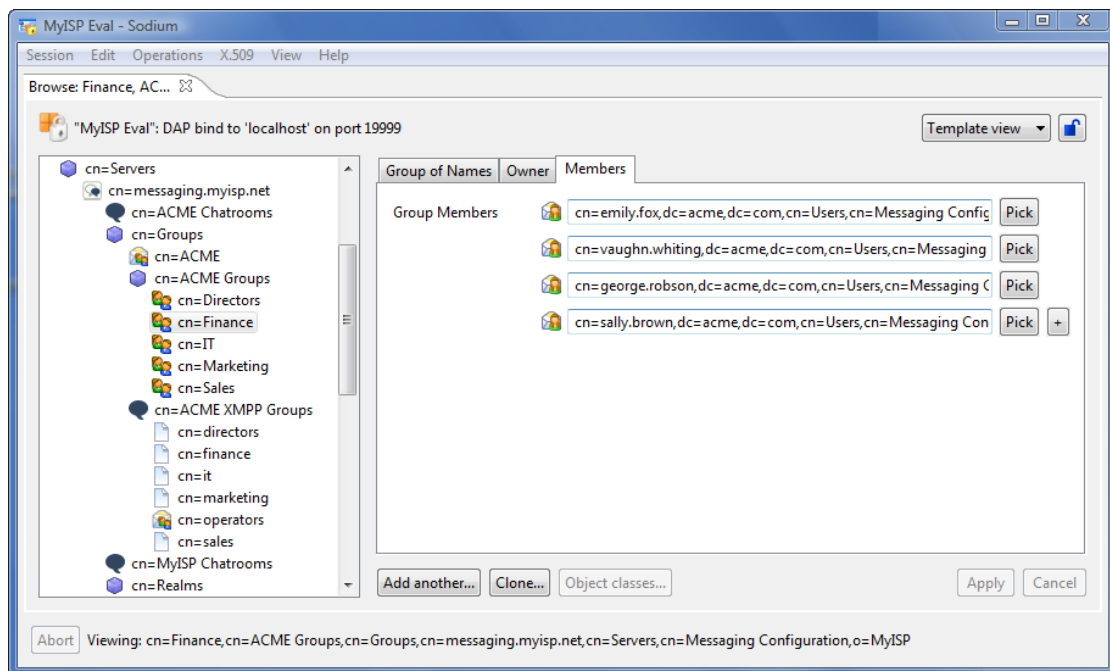 MyISP Eval - Sodium
Session Edit Operations X.509 View Help
Browse: Finance, AC...
"MyISP Eval": DAP bind to 'localhost' on port 19999
Template view
cn=Servers
cn=messaging.myisp.net
cn=ACME Chatrooms
cn=Groups
cn=ACME
cn=ACME Groups
cn=Directors
cn=Finance
cn=IT
cn=Marketing
cn=Sales
cn=ACME XMPP Groups
cn=directors
cn=finance
cn=it
cn=marketing
cn=operators
cn=sales
cn=MyISP Chatrooms
cn=Realms
Group of Names Owner Members
Group Members cn=emily.fox,dc=acme,dc=com,cn=Users,cn=Messaging Config Pick
cn=vaughn.whiting,dc=acme,dc=com,cn=Users,cn=Messaging Pick
cn=george.robson,dc=acme,dc=com,cn=Users,cn=Messaging C Pick
cn=sally.brown,dc=acme,dc=com,cn=Users,cn=Messaging Con Pick +
Add another... Clone... Object classes... Apply Cancel
Abort Viewing: cn=Finance,cn=ACME Groups,cn=Groups,cn=messaging.myisp.net,cn=Servers,cn=Messaging Configuration,o=MyISP